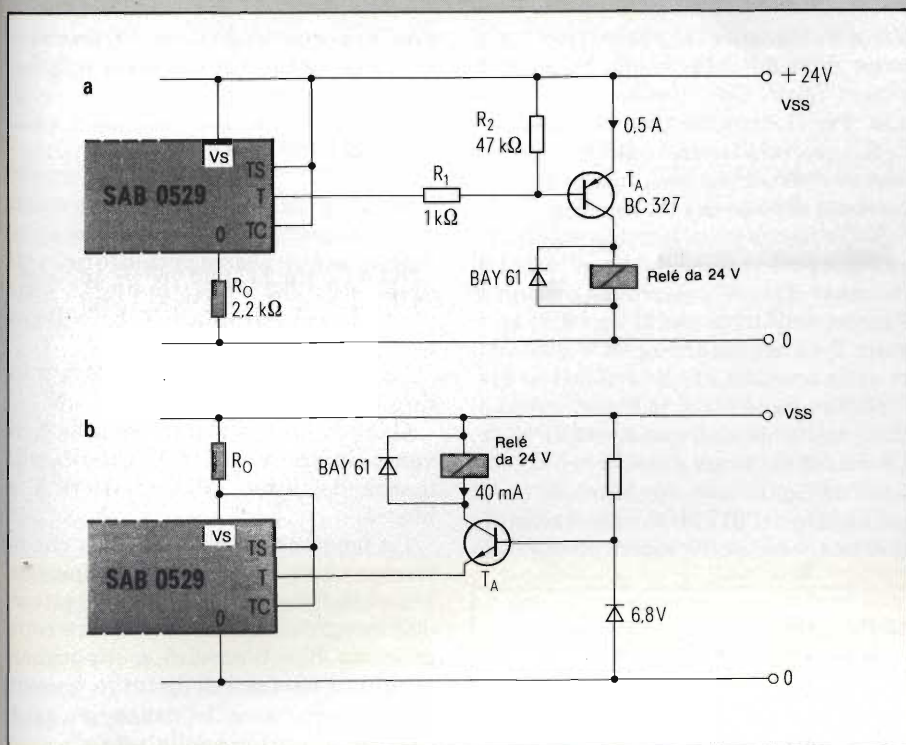 a
+ 24V
VSS
R2
47 kΩ
0,5 A
VS
TS
SAB 0529
T
R1
1kΩ
TA
BC 327
TC
0
BAY 61
Relé da 24 V
RO
2,2 kΩ
0
b
VSS
RO
BAY 61
Relé
da 24 V
40 mA
VS
TS
SAB 0529
T
TA
TC
0
6,8V
0